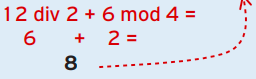 12 div 2 + 6 mod 4 =
6 + 2 =
8